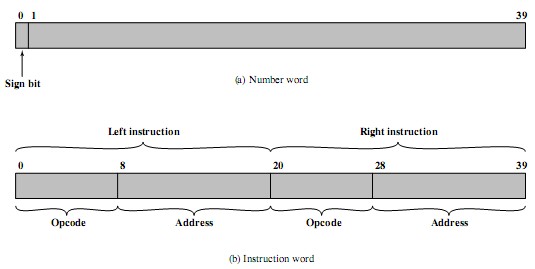 0 1 39
Sign bit
(a) Number word
Left instruction Right instruction
0 8 20 28 39
Opcode Address Opcode Address
(b) Instruction word